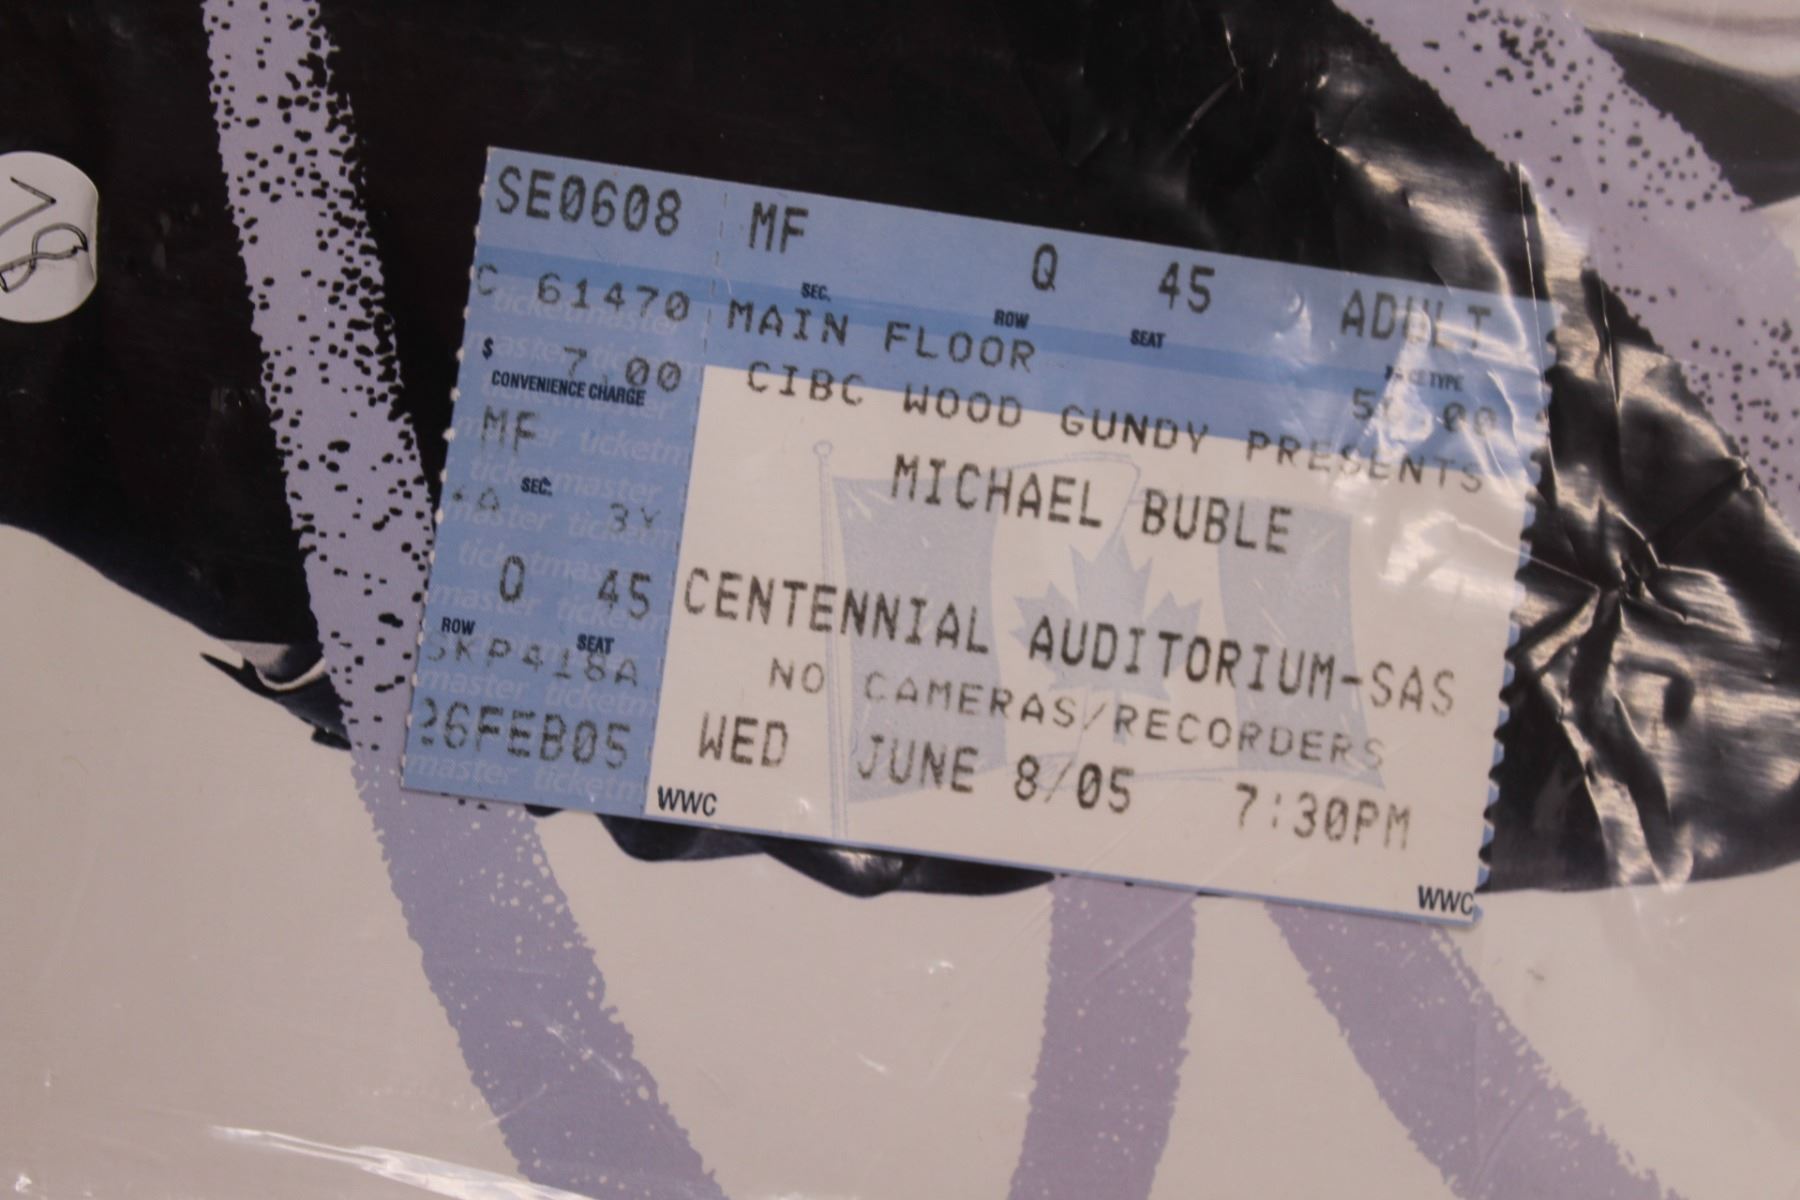 SE0608 MF Q 45 ADULT
C 61470 SEC. ROW SEAT
MAIN FLOOR
$ 7.00
CONVENIENCE CHARGE
CIBC WOOD GUNDY PRESENTS
MF
SEC.
MICHAEL BUBLE
Q 45
ROW SEAT
CENTENNIAL AUDITORIUM-SAS
NO CAMERAS/RECORDERS
26FEB05
WED JUNE 8/05 7:30PM
WWC
WWC
ticketmaster